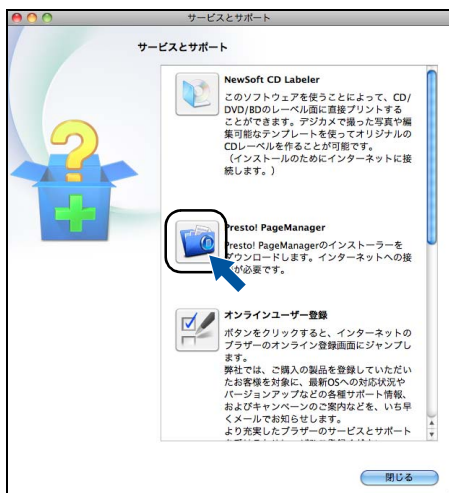 サービスとサポート
サービスとサポート
NewSoft CD Labeler
このソフトウェアを使うことによって、CD/
DVD/BDのレーベル面に直接プリントする
ことができます。デジカメで撮った写真や編
集可能なテンプレートを使ってオリジナルの
CDレーベルを作ることが可能です。
（インストールのためにインターネットに接
続します。）
Presto! PageManager
Presto! PageManagerのインストーラーを
ダウンロードします。インターネットへの接
が必要です。
オンラインユーザー登録
ボタンをクリックすると、インターネットの
ブラザーのオンライン登録画面にジャンプし
ます。
弊社では、ご購入の製品を登録していただい
たお客様を対象に、最新OSへの対応状況や
バージョンアップなどの各種サポート情報、
およびキャンペーンのご案内などを、いち早
くメールでお知らせします。
より充実したブラザーのサービスとサポート
閉じる